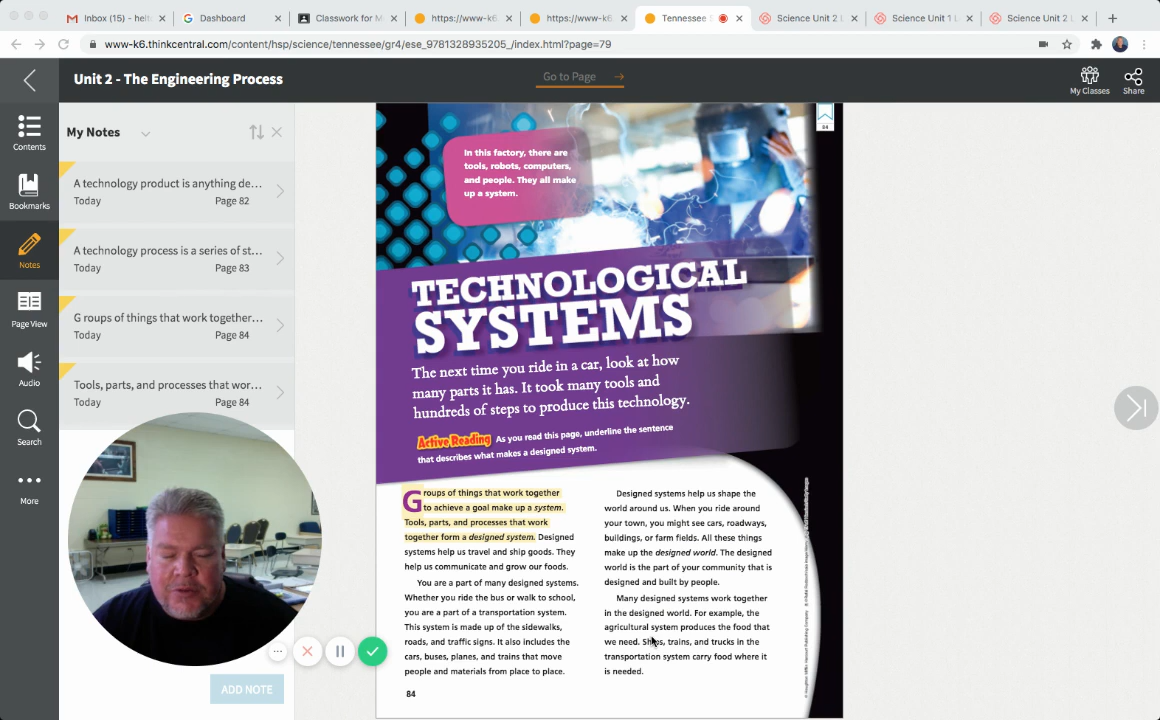 Inbox (15) - helt
Dashboard
Classwork for M
https://www-k6.
https://www-k6.
Tennessee
Science Unit 2 L
Science Unit 1 L
Science Unit 2 L
www-k6.thinkcentral.com/content/hsp/science/tennessee/gr4/ese_9781328935205_/index.html?page=79
Unit 2 - The Engineering Process
Go to Page
My Classes
Share
Contents
Bookmarks
Notes
Page View
Audio
Search
More
My Notes
A technology product is anything de...
Today Page 82
A technology process is a series of st...
Today Page 83
G roups of things that work together...
Today Page 84
Tools, parts, and processes that wor...
Today Page 84
ADD NOTE
84
In this factory, there are
tools, robots, computers,
and people. They all make
up a system.
TECHNOLOGICAL
SYSTEMS
The next time you ride in a car, look at how
many parts it has. It took many tools and
hundreds of steps to produce this technology.
Active Reading As you read this page, underline the sentence
that describes what makes a designed system.
Groups of things that work together
to achieve a goal make up a system.
Tools, parts, and processes that work
together form a designed system. Designed
systems help us travel and ship goods. They
help us communicate and grow our foods.
You are a part of many designed systems.
Whether you ride the bus or walk to school,
you are a part of a transportation system.
This system is made up of the sidewalks,
roads, and traffic signs. It also includes the
cars, buses, planes, and trains that move
people and materials from place to place.
Designed systems help us shape the
world around us. When you ride around
your town, you might see cars, roadways,
buildings, or farm fields. All these things
make up the designed world. The designed
world is the part of your community that is
designed and built by people.
Many designed systems work together
in the designed world. For example, the
agricultural system produces the food that
we need. Ships, trains, and trucks in the
transportation system carry food where it
is needed.
84